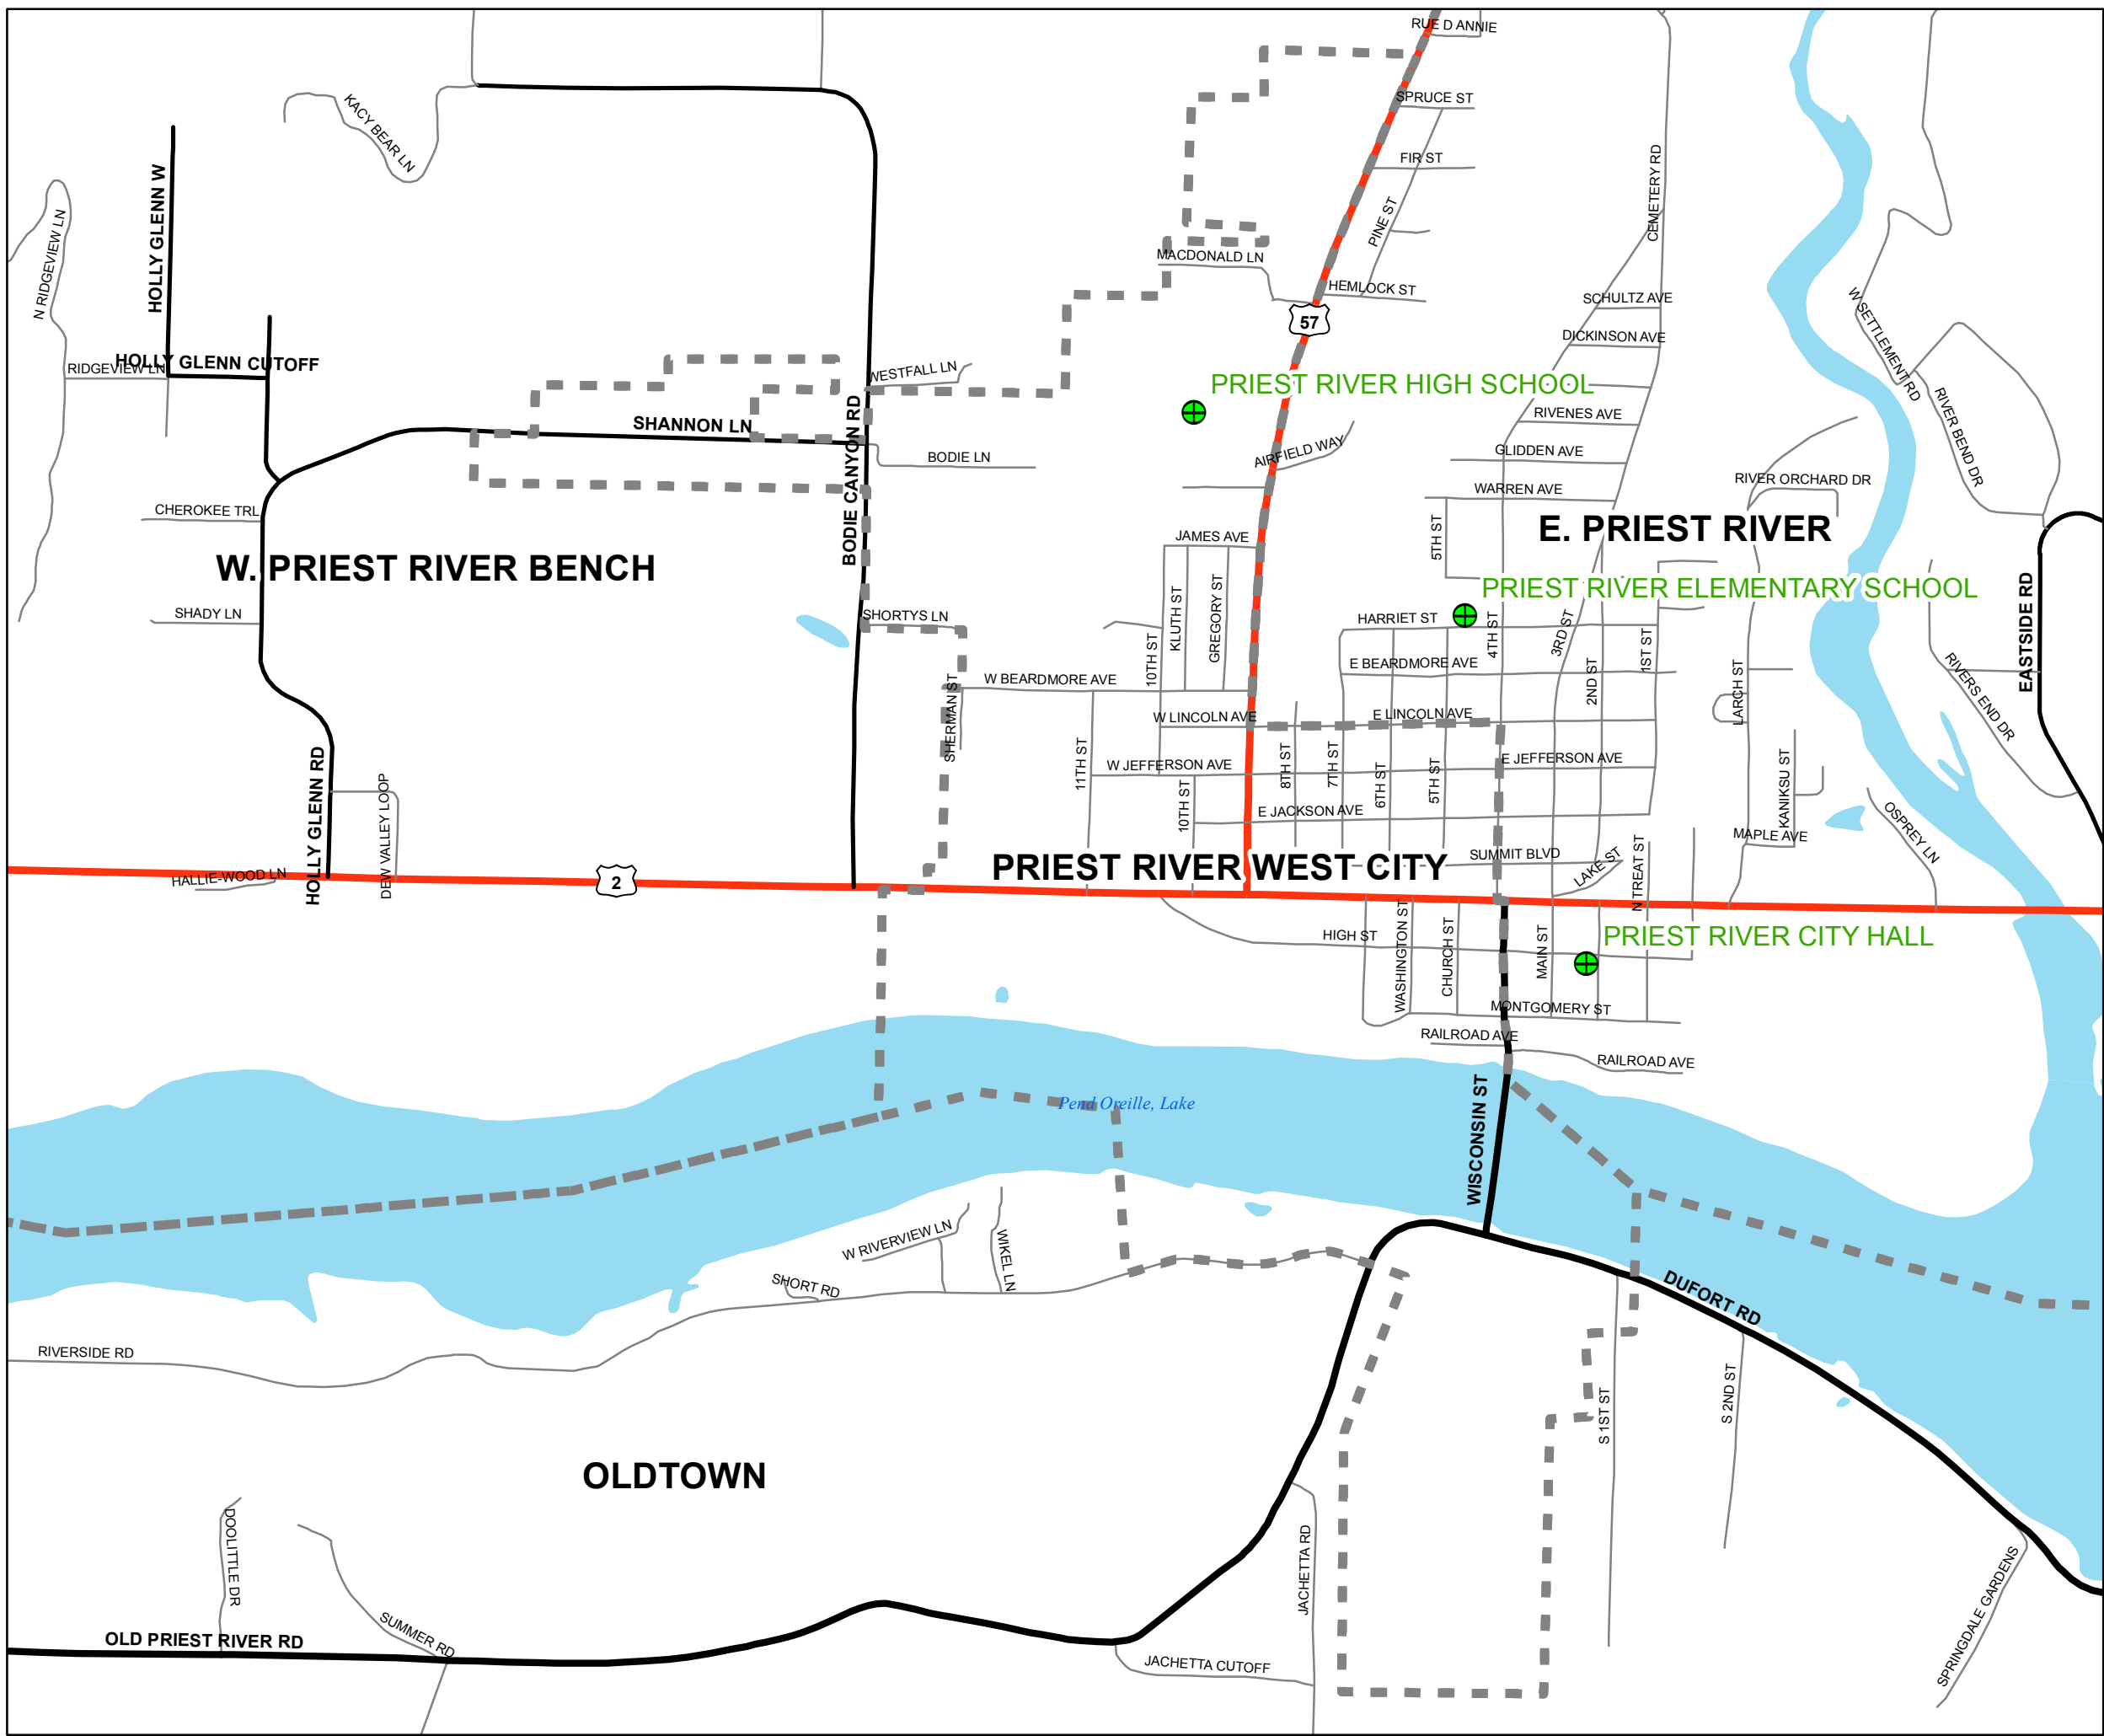 RUE D ANNIE
KACY BEAR LN
SPRUCE ST
FIR ST
CEMETERY RD
HOLLY GLENN W
N RIDGEVIEW LN
PINE ST
MACDONALD LN
HEMLOCK ST
SCHULTZ AVE
57
DICKINSON AVE
W SETTLEMENT RD
HOLLY GLENN CUTOFF
RIDGEVIEW LN
WESTFALL LN
PRIEST RIVER HIGH SCHOOL
RIVENES AVE
RIVER BEND DR
SHANNON LN
BODIE CANYON RD
BODIE LN
AIRFIELD WAY
GLIDDEN AVE
RIVER ORCHARD DR
WARREN AVE
CHEROKEE TRL
5TH ST
E. PRIEST RIVER
JAMES AVE
W. PRIEST RIVER BENCH
PRIEST RIVER ELEMENTARY SCHOOL
SHADY LN
SHORTYS LN
KLUTH ST
GREGORY ST
HARRIET ST
4TH ST
3RD ST
1ST ST
EASTSIDE RD
10TH ST
E BEARDMORE AVE
2ND ST
LARCH ST
RIVERS END DR
W BEARDMORE AVE
SHERMAN ST
W LINCOLN AVE
E LINCOLN AVE
11TH ST
W JEFFERSON AVE
8TH ST
7TH ST
6TH ST
5TH ST
E JEFFERSON AVE
KANIKSU ST
HOLLY GLENN RD
DEW VALLEY LOOP
10TH ST
E JACKSON AVE
MAPLE AVE
OSPREY LN
PRIEST RIVER WEST CITY
SUMMIT BLVD
LAKE ST
N TREAT ST
HALLIE-WOOD LN
2
HIGH ST
WASHINGTON ST
CHURCH ST
MAIN ST
PRIEST RIVER CITY HALL
MONTGOMERY ST
RAILROAD AVE
RAILROAD AVE
Pend Oreille, Lake
WISCONSIN ST
W RIVERVIEW LN
WIKEL LN
SHORT RD
DUFORT RD
RIVERSIDE RD
S 1ST ST
S 2ND ST
OLDTOWN
DOOLITTLE DR
JACHETTA RD
SUMMER RD
SPRINGDALE GARDENS
OLD PRIEST RIVER RD
JACHETTA CUTOFF